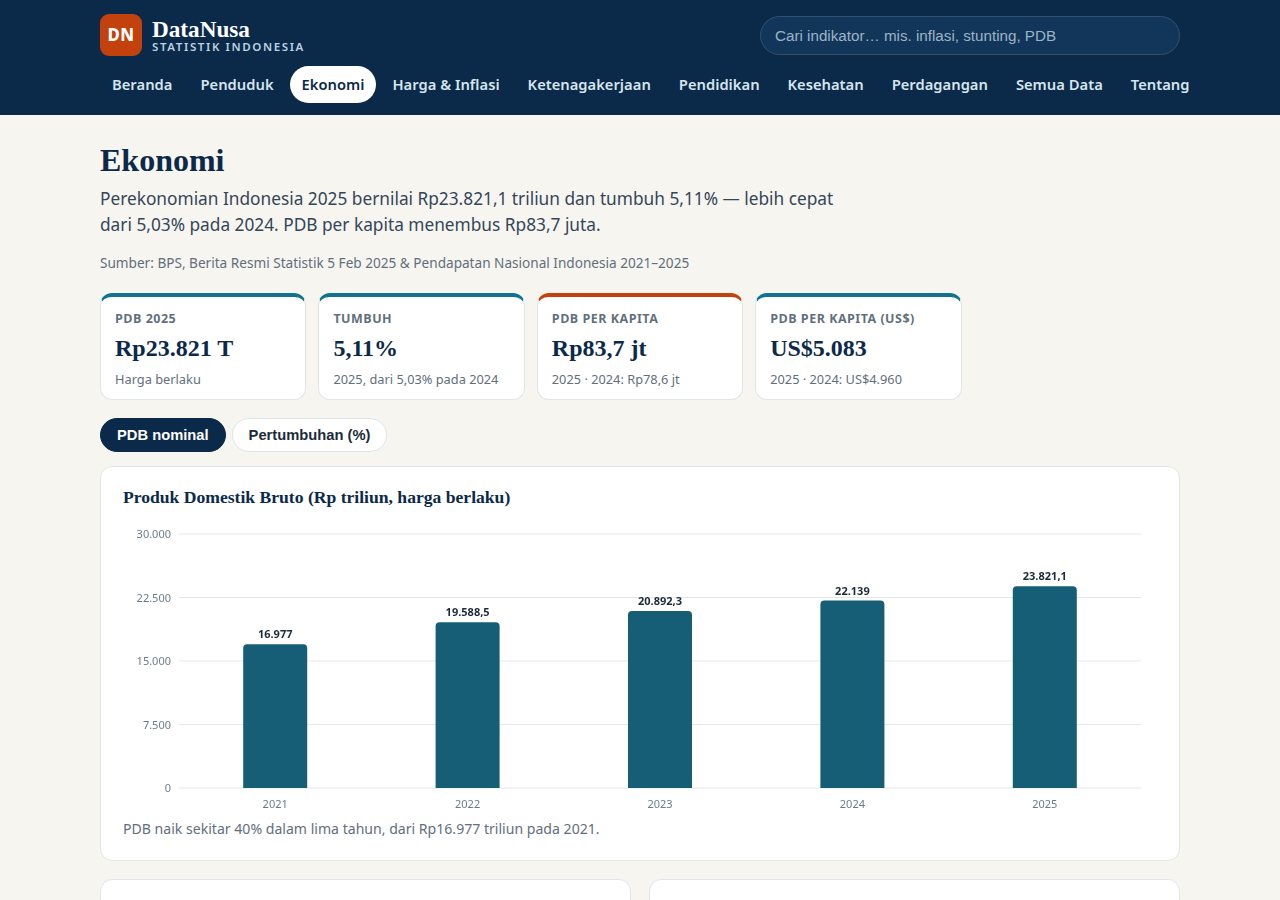 DN
DataNusa
STATISTIK INDONESIA
Cari indikator… mis. inflasi, stunting, PDB
Beranda Penduduk Ekonomi Harga & Inflasi Ketenagakerjaan Pendidikan Kesehatan Perdagangan Semua Data Tentang
Ekonomi
Perekonomian Indonesia 2025 bernilai Rp23.821,1 triliun dan tumbuh 5,11% — lebih cepat
dari 5,03% pada 2024. PDB per kapita menembus Rp83,7 juta.
Sumber: BPS, Berita Resmi Statistik 5 Feb 2025 & Pendapatan Nasional Indonesia 2021–2025
PDB 2025
Rp23.821 T
Harga berlaku
TUMBUH
5,11%
2025, dari 5,03% pada 2024
PDB PER KAPITA
Rp83,7 jt
2025 · 2024: Rp78,6 jt
PDB PER KAPITA (US$)
US$5.083
2025 · 2024: US$4.960
PDB nominal Pertumbuhan (%)
Produk Domestik Bruto (Rp triliun, harga berlaku)
30.000
22.500
15.000
7.500
0
16.977
19.588,5
20.892,3
22.139
23.821,1
2021 2022 2023 2024 2025
PDB naik sekitar 40% dalam lima tahun, dari Rp16.977 triliun pada 2021.